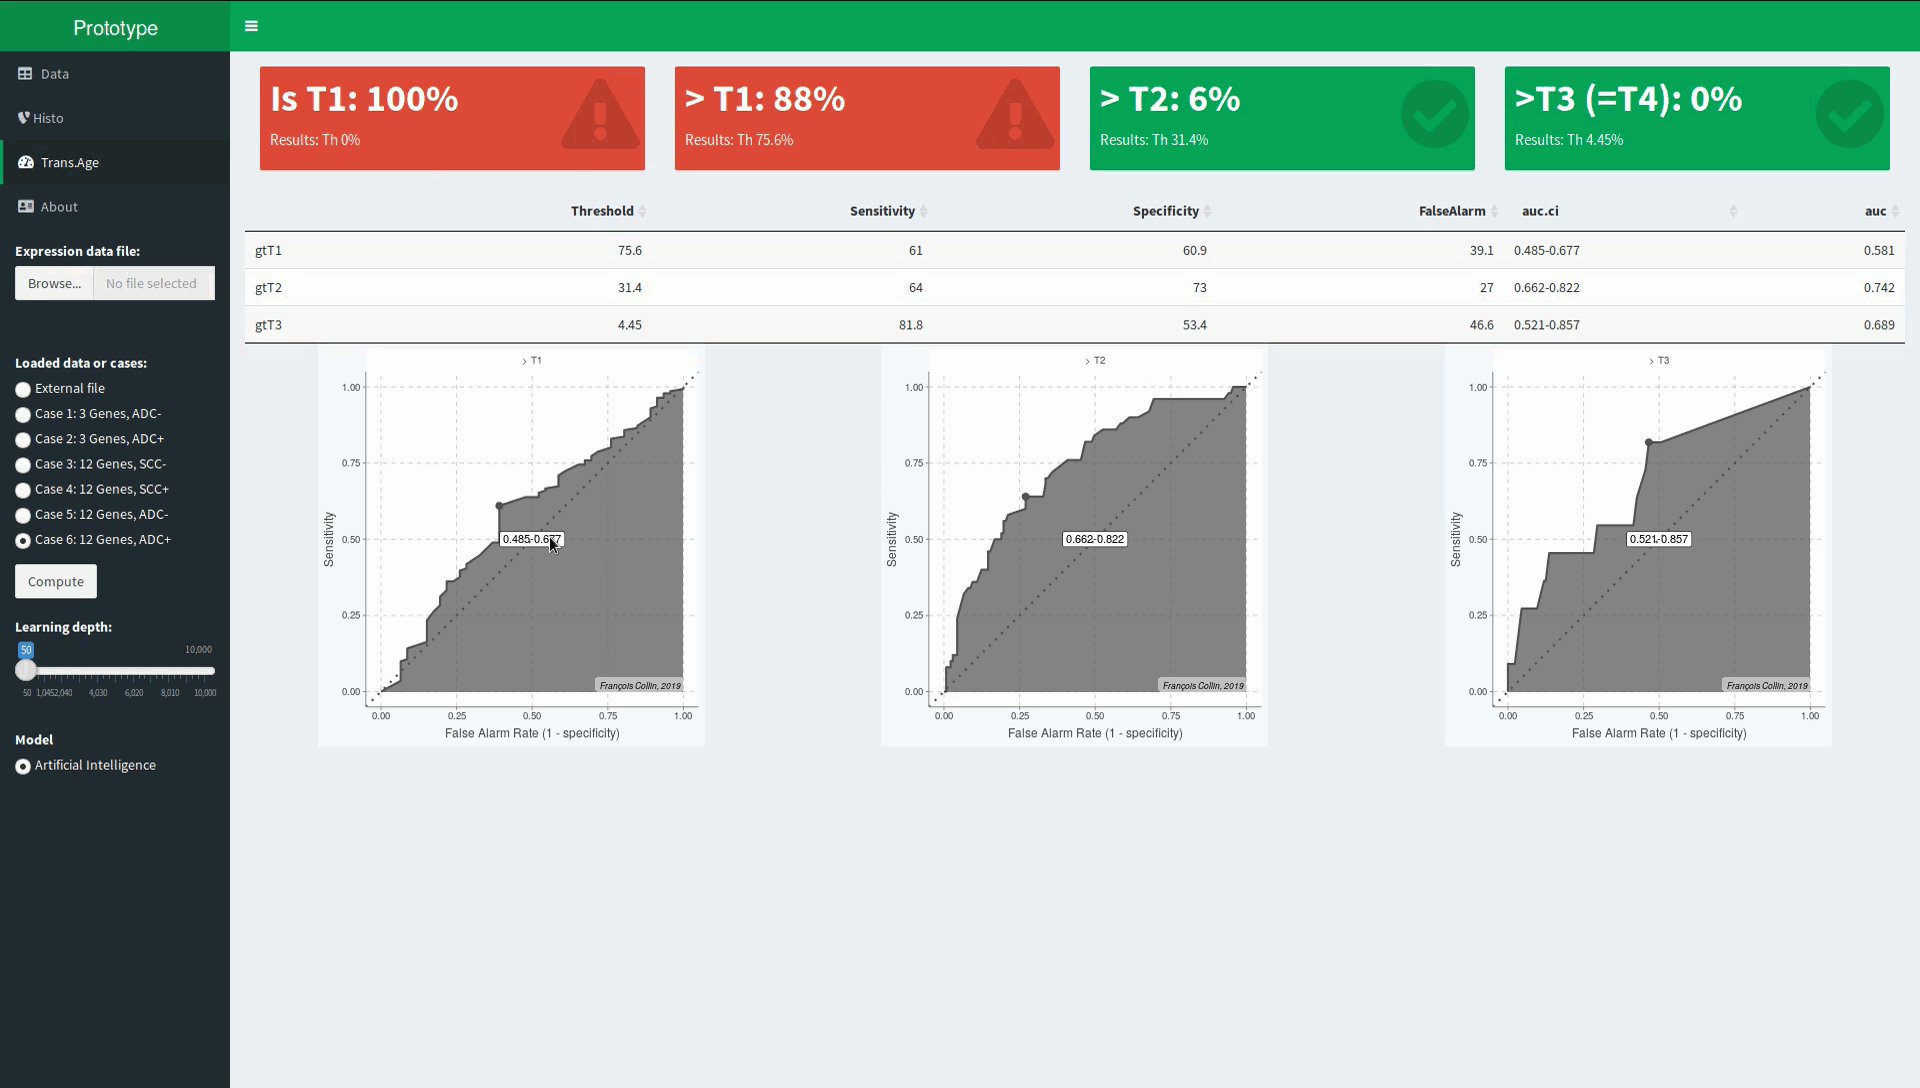 Prototype
Data
Histo
Trans.Age
About
Expression data file:
Browse... No file selected
Loaded data or cases:
External file
Case 1: 3 Genes, ADC-
Case 2: 3 Genes, ADC+
Case 3: 12 Genes, SCC-
Case 4: 12 Genes, SCC+
Case 5: 12 Genes, ADC-
Case 6: 12 Genes, ADC+
Compute
Learning depth:
50 10,000
50 1,045 2,040 4,030 6,020 8,010 10,000
Model
Artificial Intelligence
Is T1: 100%
Results: Th 0%
> T1: 88%
Results: Th 75.6%
> T2: 6%
Results: Th 31.4%
>T3 (=T4): 0%
Results: Th 4.45%
Threshold Sensitivity Specificity FalseAlarm auc.ci auc
gtT1 75.6 61 60.9 39.1 0.485-0.677 0.581
gtT2 31.4 64 73 27 0.662-0.822 0.742
gtT3 4.45 81.8 53.4 46.6 0.521-0.857 0.689
> T1
1.00
0.75
0.50
0.25
0.00
Sensitivity
0.485-0.677
François Collin, 2019
0.00 0.25 0.50 0.75 1.00
False Alarm Rate (1 - specificity)
> T2
1.00
0.75
0.50
0.25
0.00
Sensitivity
0.662-0.822
François Collin, 2019
0.00 0.25 0.50 0.75 1.00
False Alarm Rate (1 - specificity)
> T3
1.00
0.75
0.50
0.25
0.00
Sensitivity
0.521-0.857
François Collin, 2019
0.00 0.25 0.50 0.75 1.00
False Alarm Rate (1 - specificity)